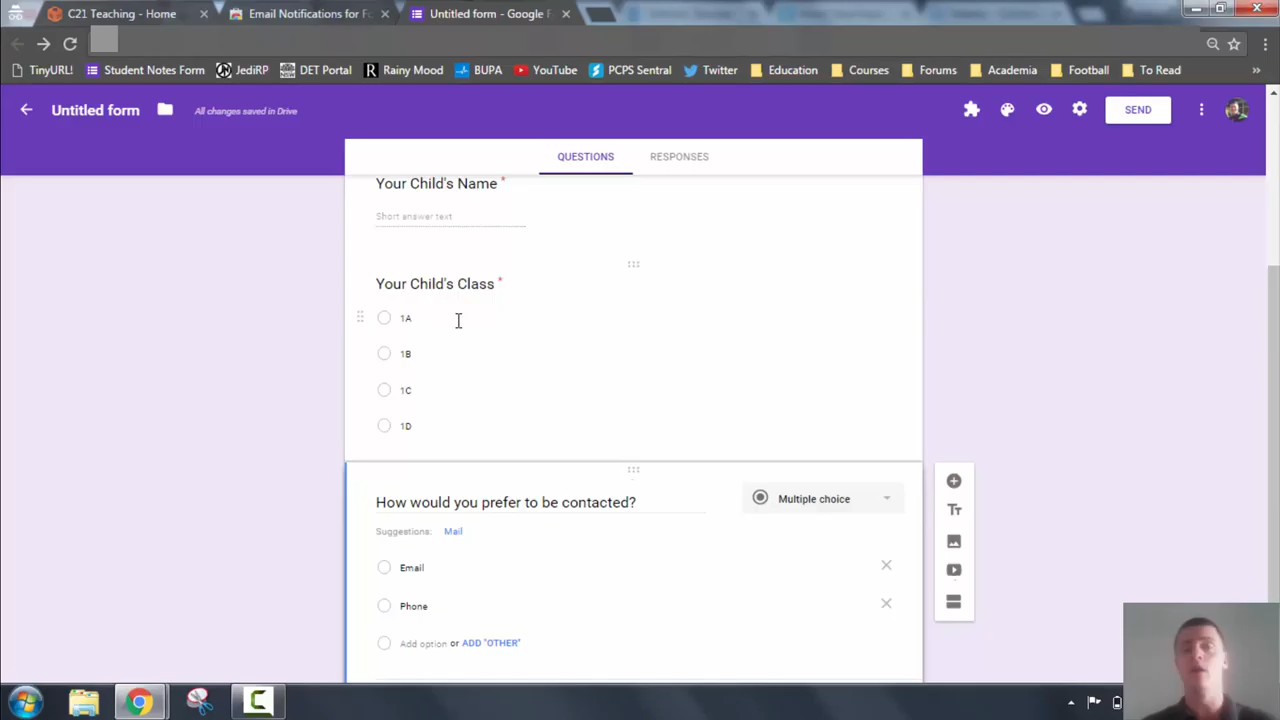 C21 Teaching - Home
Email Notifications for Fo
Untitled form - Google F
TinyURL!
Student Notes Form
JediRP
DET Portal
Rainy Mood
BUPA
YouTube
PCPS Sentral
Twitter
Education
Courses
Forums
Academia
Football
To Read
Untitled form
All changes saved in Drive
SEND
QUESTIONS
RESPONSES
Your Child's Name *
Short answer text
Your Child's Class *
1A
1B
1C
1D
How would you prefer to be contacted?
Multiple choice
Suggestions: Mail
Email
Phone
Add option or ADD "OTHER"